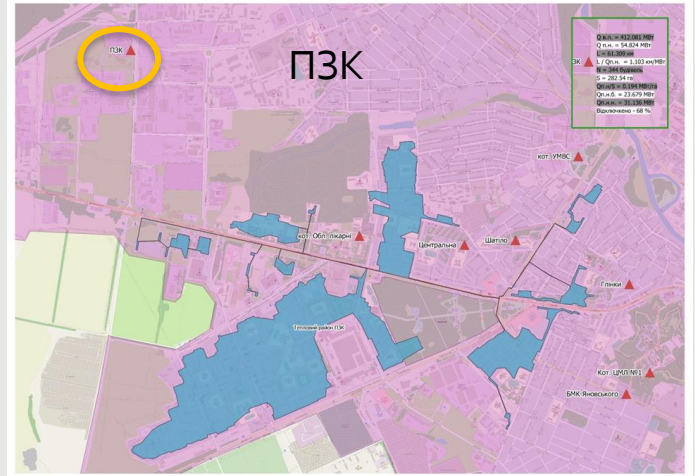 ПЗК
ПЗК
Q в.п. = 412.081 МВт
Q п.н. = 54.824 МВт
L = 61.309 км
ЗК
L / Qп.н. = 1.103 км/МВт
N = 344 будівель
S = 282.54 га
Qп.н/S = 0.194 МВт/га
Qп.н.б. = 23.679 МВт
Qп.н.н. = 31.136 МВт
Відключено - 68 %
кот. УМВС
кот. Обл. лікарні
Центральна
Шатіло
Глінки
Тепловий район ПЗК
Кот. ЦМЛ №1
БМК Яновського